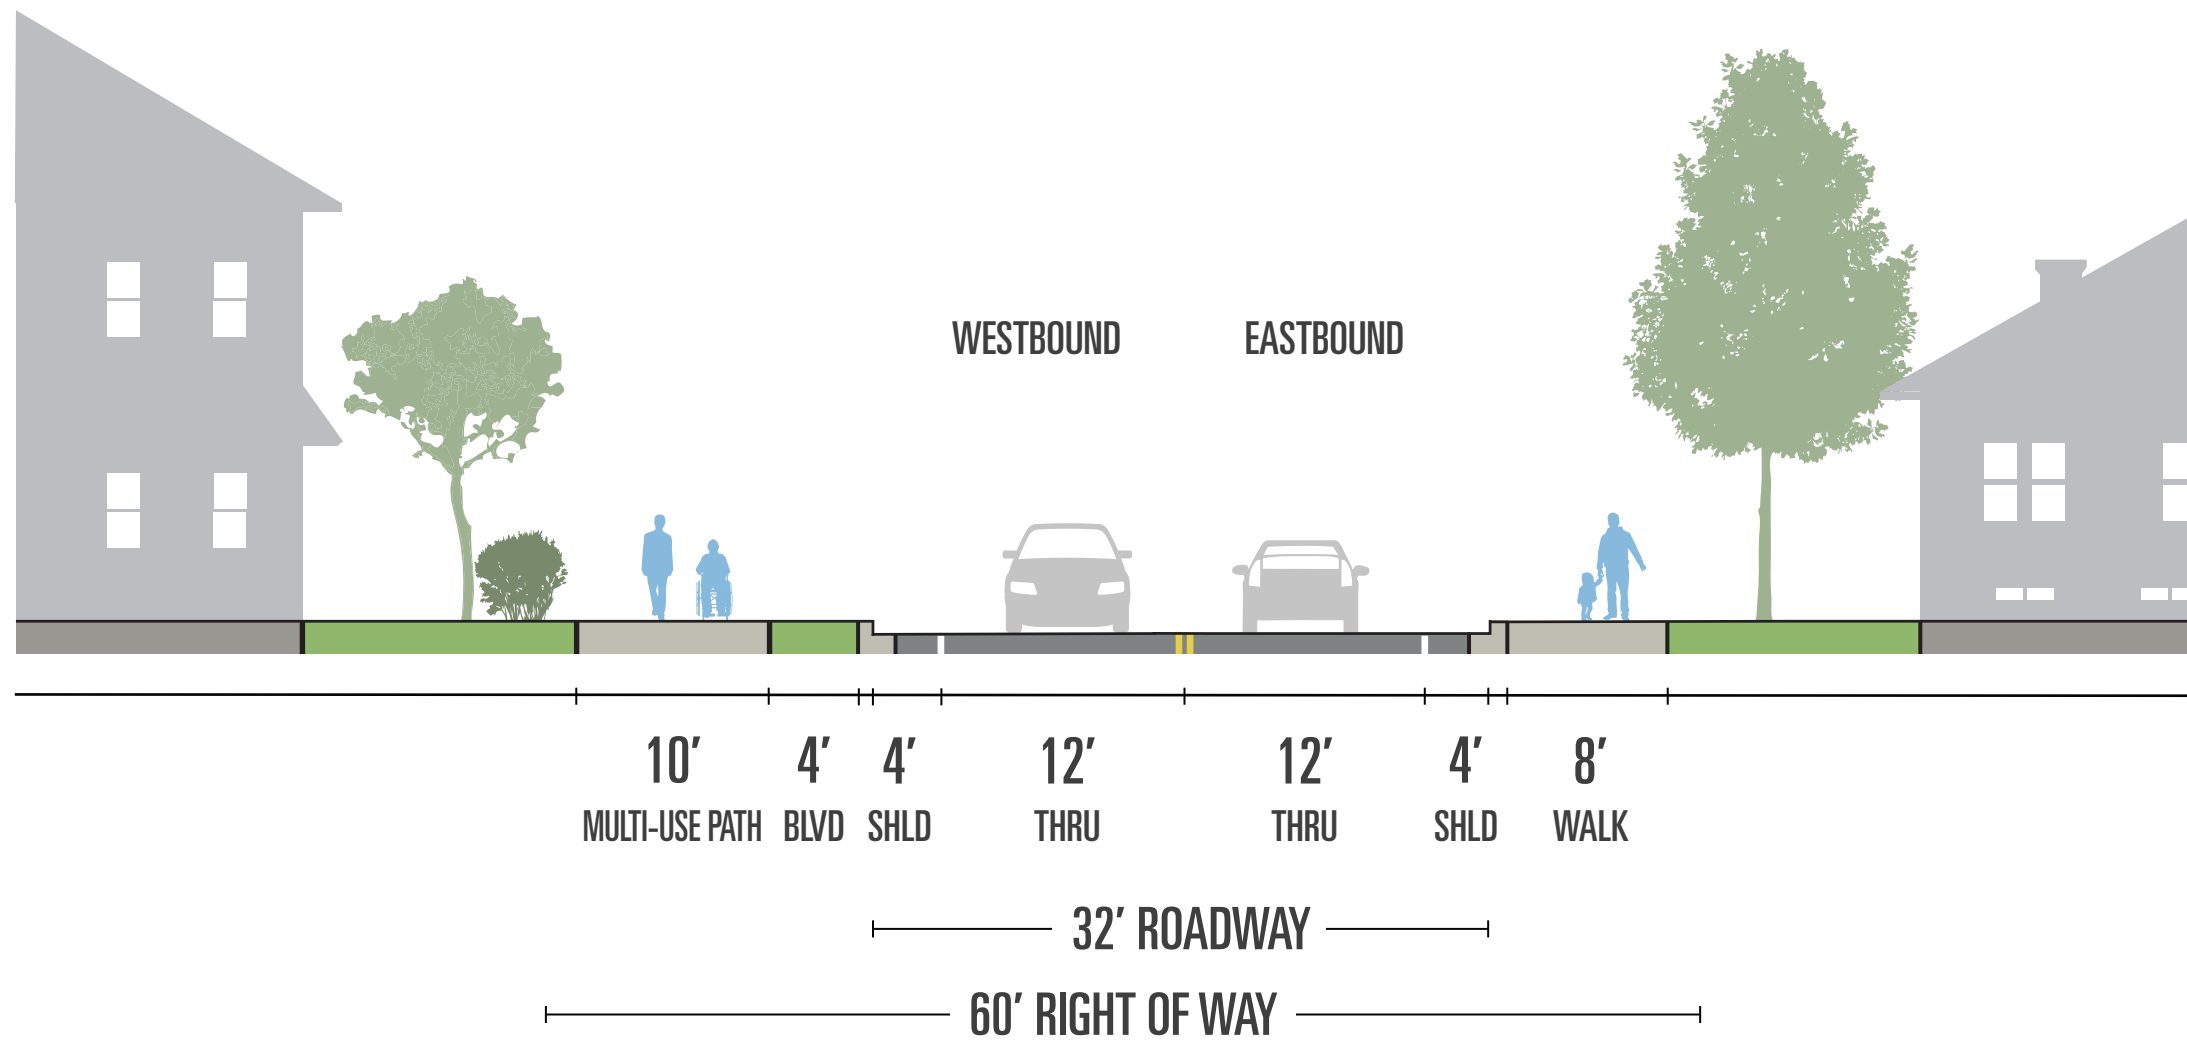 WESTBOUND EASTBOUND
10′ 4′ 4′ 12′ 12′ 4′ 8′
MULTI-USE PATH BLVD SHLD THRU THRU SHLD WALK
32′ ROADWAY
60′ RIGHT OF WAY